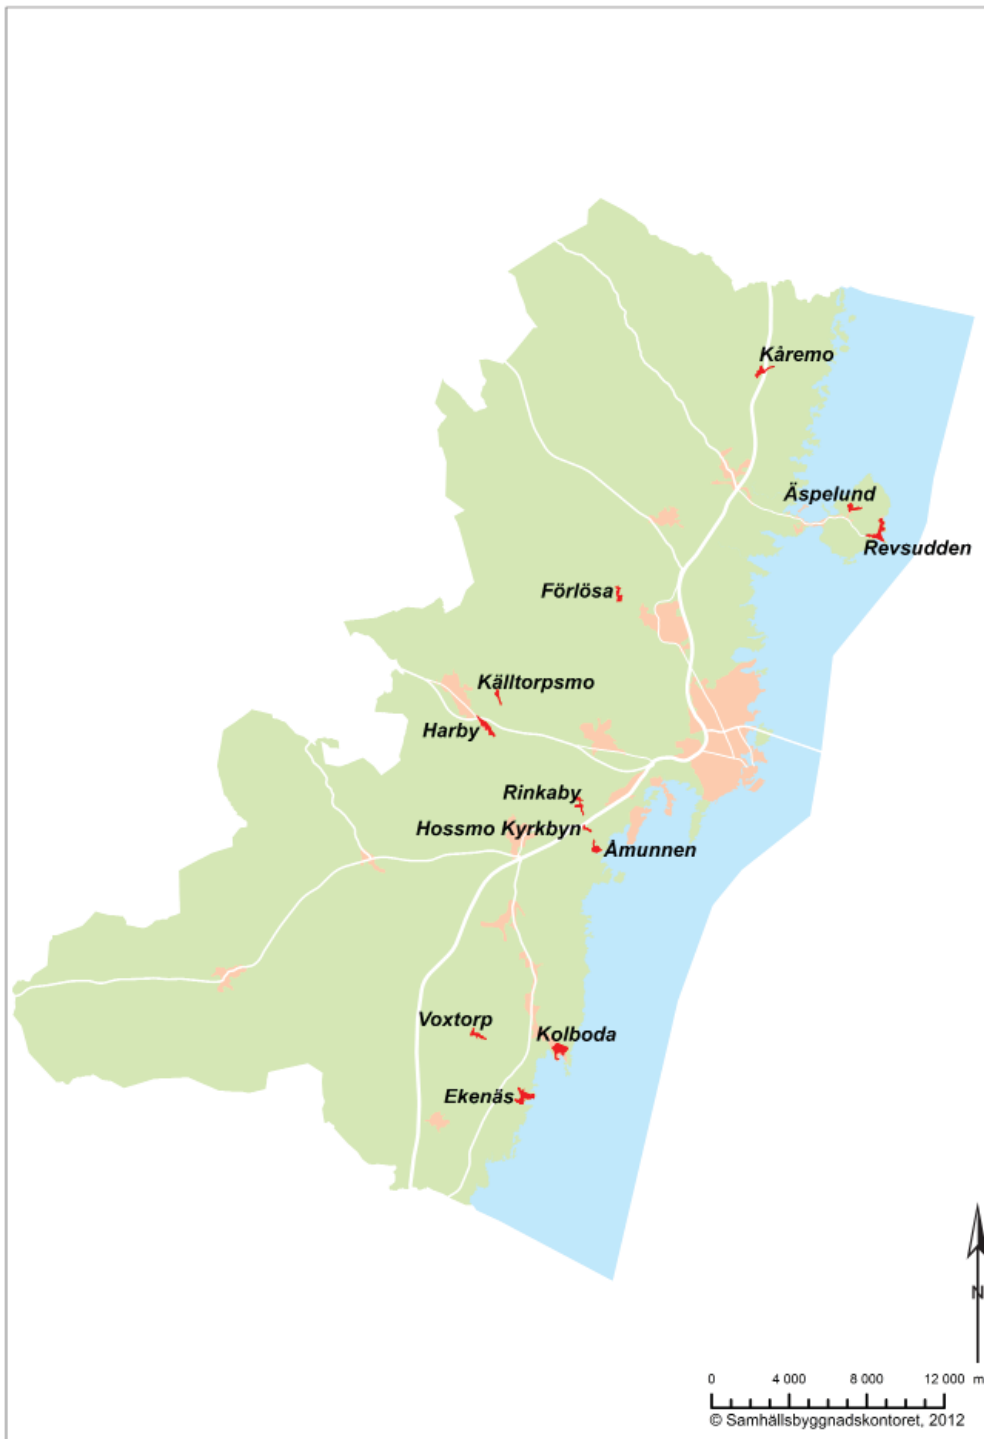 Kåremo
Äspelund
Revsudden
Förlösa
Källtorpsmo
Harby
Rinkaby
Hossmo Kyrkbyn
Åmunnen
Voxtorp
Kolboda
Ekenäs
N
0 4 000 8 000 12 000 m
© Samhällsbyggnadskontoret, 2012